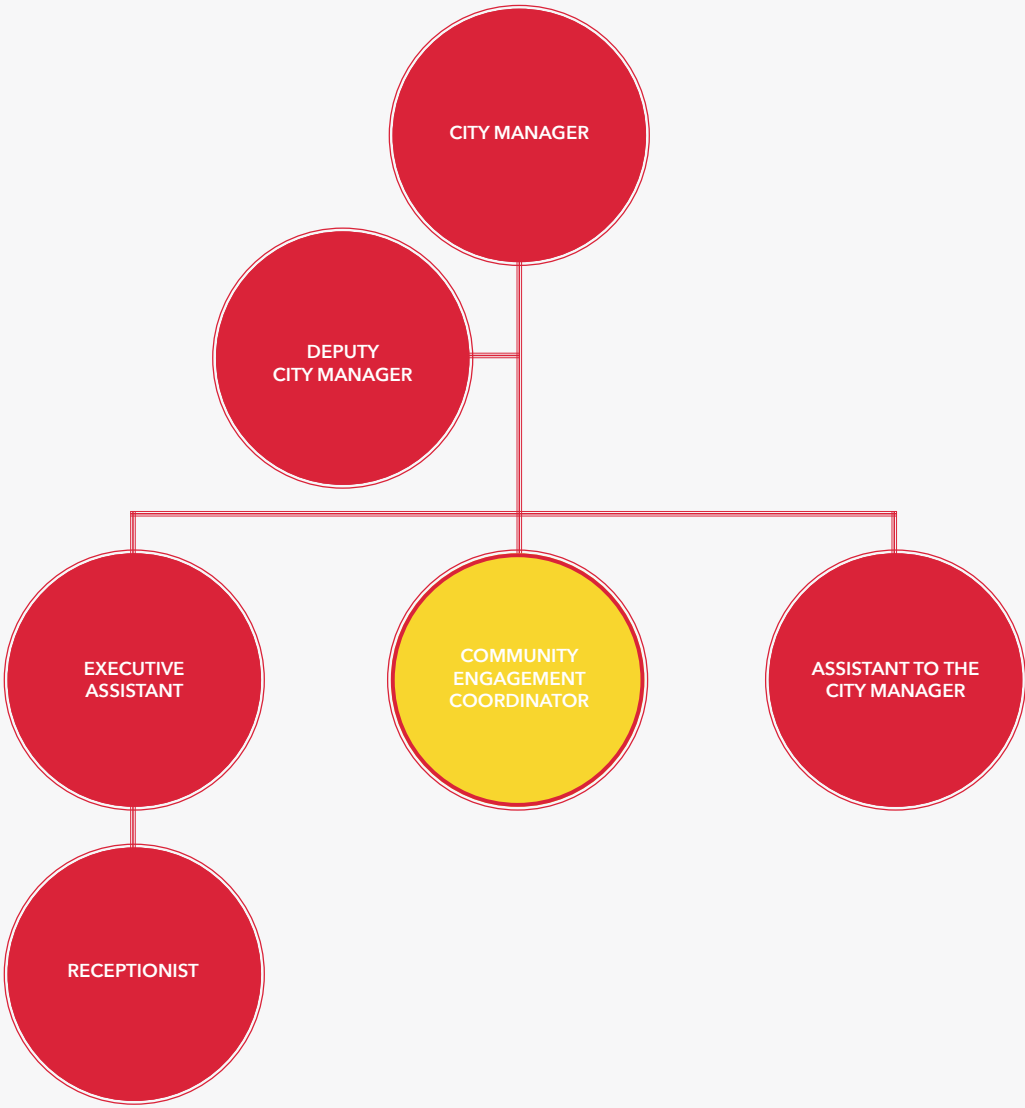 CITY MANAGER
DEPUTY
CITY MANAGER
EXECUTIVE
ASSISTANT
COMMUNITY
ENGAGEMENT
COORDINATOR
ASSISTANT TO THE
CITY MANAGER
RECEPTIONIST